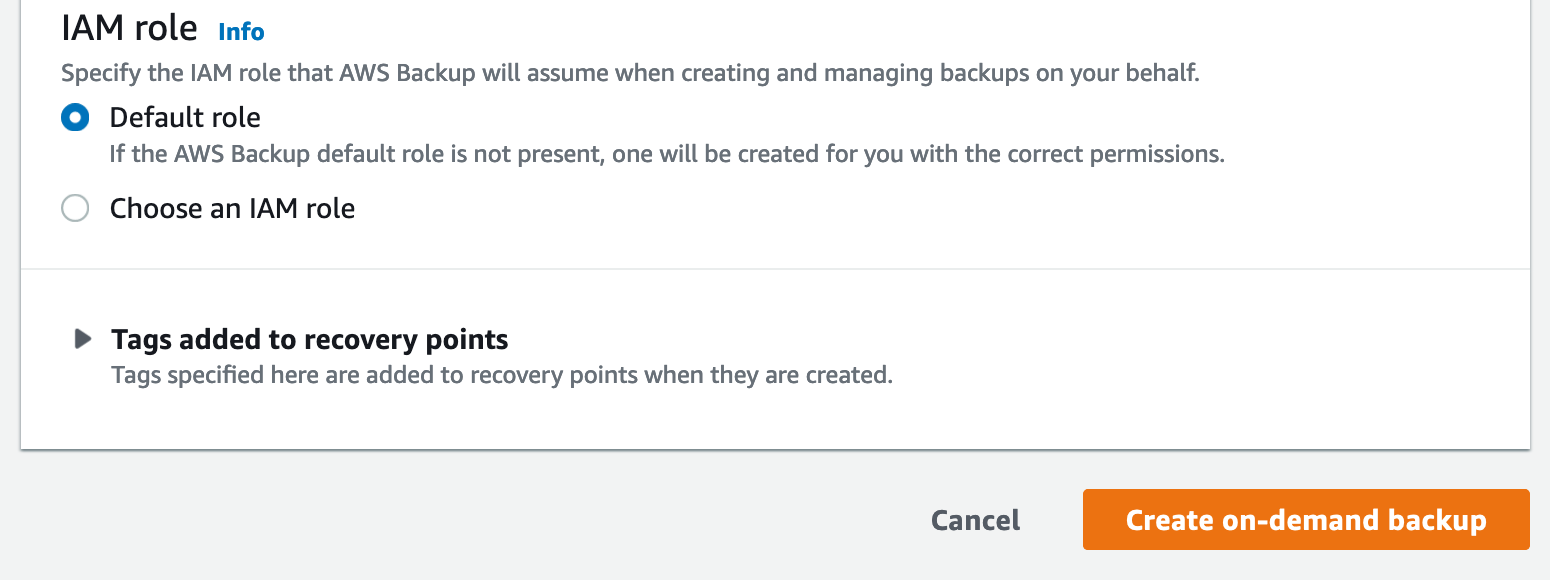 IAM role Info
Specify the IAM role that AWS Backup will assume when creating and managing backups on your behalf.
Default role
If the AWS Backup default role is not present, one will be created for you with the correct permissions.
Choose an IAM role
Tags added to recovery points
Tags specified here are added to recovery points when they are created.
Cancel Create on-demand backup